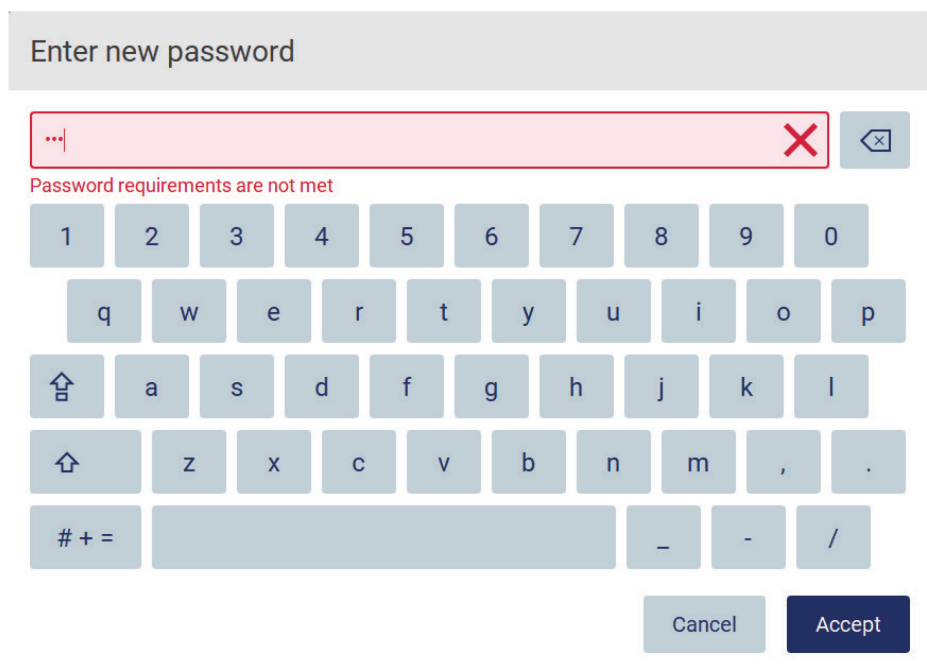 Enter new password
•••
Password requirements are not met
1 2 3 4 5 6 7 8 9 0
q w e r t y u i o p
a s d f g h j k l
z x c v b n m , .
# + = _ - /
Cancel Accept